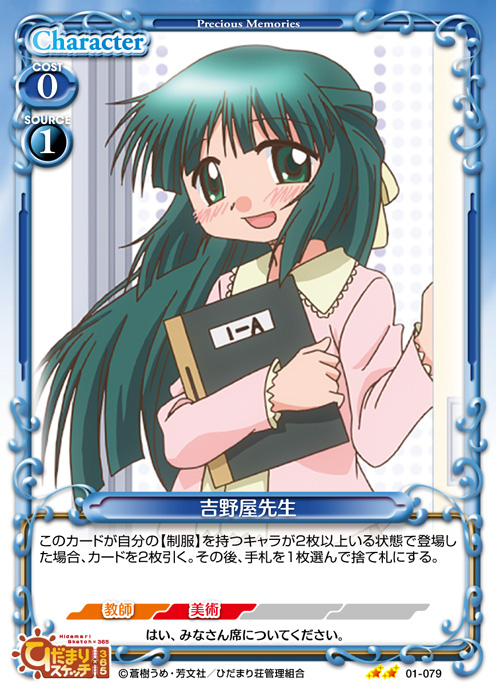 Precious Memories
Character
COST
0
SOURCE
1
1-A
吉野屋先生
このカードが自分の【制服】を持つキャラが2枚以上いる状態で登場し
た場合、カードを2枚引く。その後、手札を1枚選んで捨て札にする。
教師 美術
はい、みなさん席についてください。
Hidamari
Sketch×365
ひだまり
スケッチ
365
©蒼樹うめ・芳文社／ひだまり荘管理組合
01-079